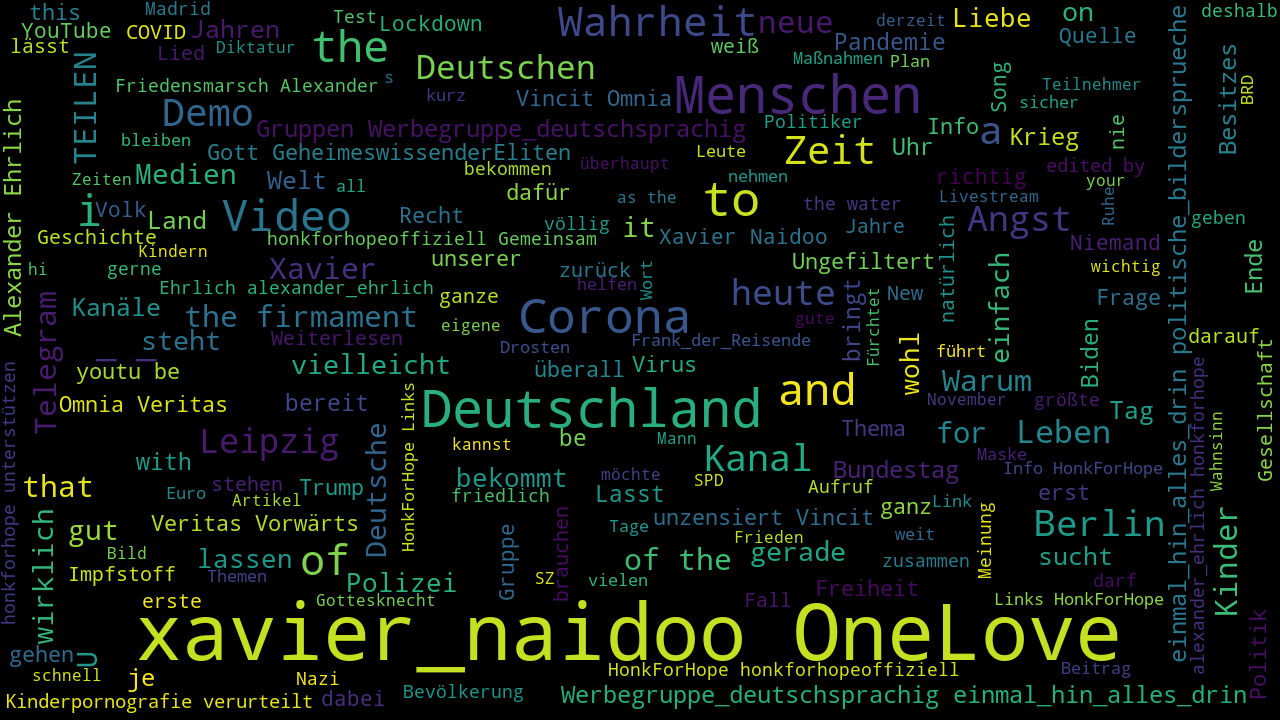 this
Madrid
Test
Wahrheit
neue
derzeit
Liebe
on
deshalb
YouTube
COVID
Jahren
Lockdown
Quelle
lässt
Lied
Diktatur
the
weiß
Pandemie
Maßnahmen
Plan
TEILEN
Deutschen
Friedensmarsch Alexander
s
Menschen
Song
Teilnehmer
BRD
Besitzes
kurz
Vincit Omnia
sicher
Demo
Gruppen Werbegruppe_deutschsprachig
Politiker
Info
a
Krieg
nie
bleiben
Gott GeheimeswissenderEliten
überhaupt
Leute
Zeit
Uhr
edited by
Zeiten
Medien
Welt
all
bekommen
nehmen
richtig
your
Alexander Ehrlich
i
Volk
Land
Video
Recht
dafür
as the
to
the water
Livestream
Ruhe
geben
völlig
it
Xavier Naidoo
Jahre
Angst
Geschichte
Kindern
honkforhopeoffiziell Gemeinsam
unserer
Niemand
hi
gerne
Xavier
zurück
wort
Ungefiltert
natürlich
wichtig
Ende
Ehrlich alexander_ehrlich
ganze
helfen
heute
New
einfach
Frage
Kanäle
the firmament
eigene
Corona
gute
bringt
Fürchtet
Telegram
_ _
steht
Weiterlesen
Drosten
Frank_der_Reisende
wohl
führt
Biden
darauf
youtu be
vielleicht
überall
Virus
Warum
Omnia Veritas
bereit
Deutschland
and
November
größte
Tag
Gesellschaft
honkforhope unterstützen
Leipzig
Deutsche
HonkForHope Links
kannst
be
Mann
Thema
for
Leben
with
Kanal
Maske
Wahnsinn
that
Euro
stehen
Trump
bekommt
möchte
SPD
Bundestag
Info HonkForHope
Artikel
friedlich
Lasst
Aufruf
ganz
Link
erst
einmal_hin_alles_drin politische_bildersprueche
alexander_ehrlich honkforhope
wirklich
gut
Veritas Vorwärts
Gruppe
Tage
unzensiert Vincit
weit
Meinung
Berlin
Kinder
Bild
lassen
of
brauchen
Frieden
of the
gerade
zusammen
sucht
Impfstoff
Themen
Polizei
SZ
vielen
Freiheit
darf
erste
Gottesknecht
Fall
Links HonkForHope
xavier_naidoo OneLove
gehen
U
HonkForHope honkforhopeoffiziell
Beitrag
Politik
schnell
je
Nazi
Kinderpornografie verurteilt
dabei
Bevölkerung
Werbegruppe_deutschsprachig einmal_hin_alles_drin